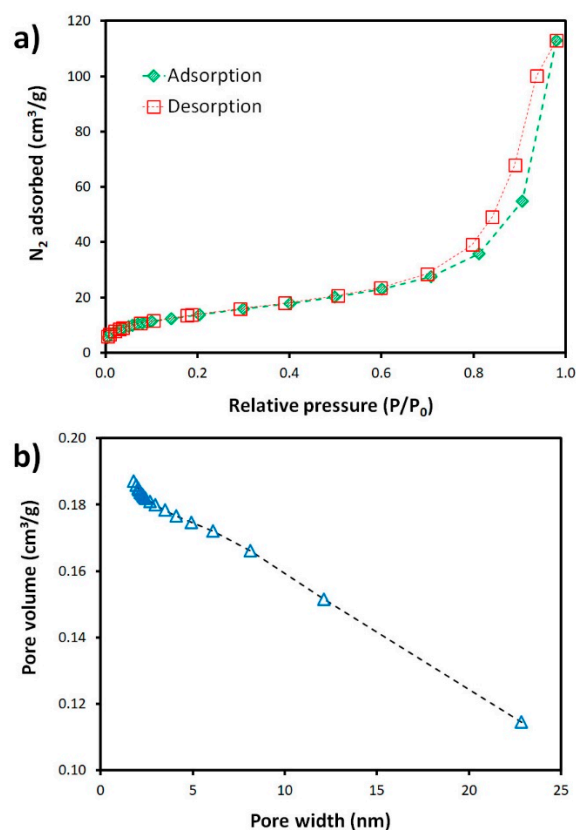 a)
120
100
80
60
40
20
0
N₂ adsorbed (cm³/g)
Adsorption
Desorption
0.0 0.2 0.4 0.6 0.8 1.0
Relative pressure (P/P₀)
b)
0.20
0.18
0.16
0.14
0.12
0.10
Pore volume (cm³/g)
0 5 10 15 20 25
Pore width (nm)